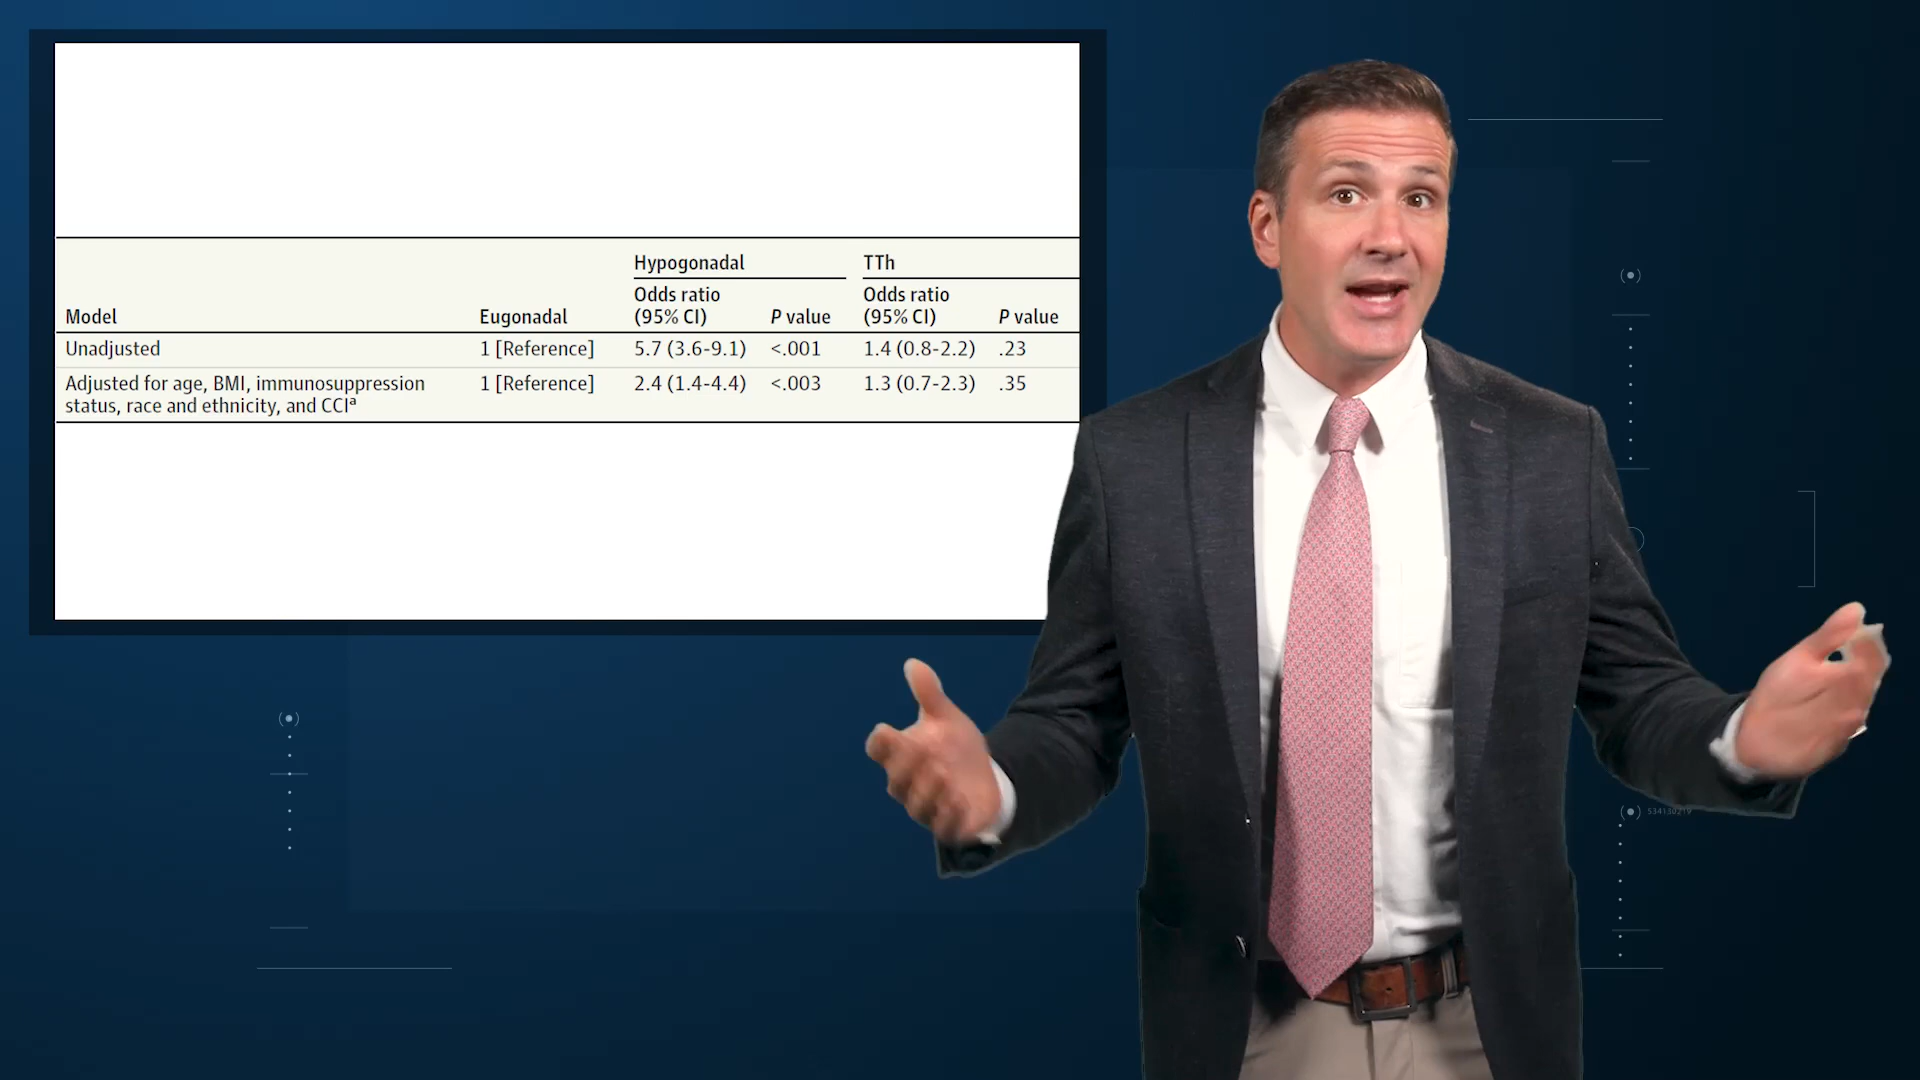 Hypogonadal TTh
Odds ratio Odds ratio
Model Eugonadal (95% CI) P value (95% CI) P value
Unadjusted 1 [Reference] 5.7 (3.6-9.1) <.001 1.4 (0.8-2.2) .23
Adjusted for age, BMI, immunosuppression 1 [Reference] 2.4 (1.4-4.4) <.003 1.3 (0.7-2.3) .35
status, race and ethnicity, and CCIa